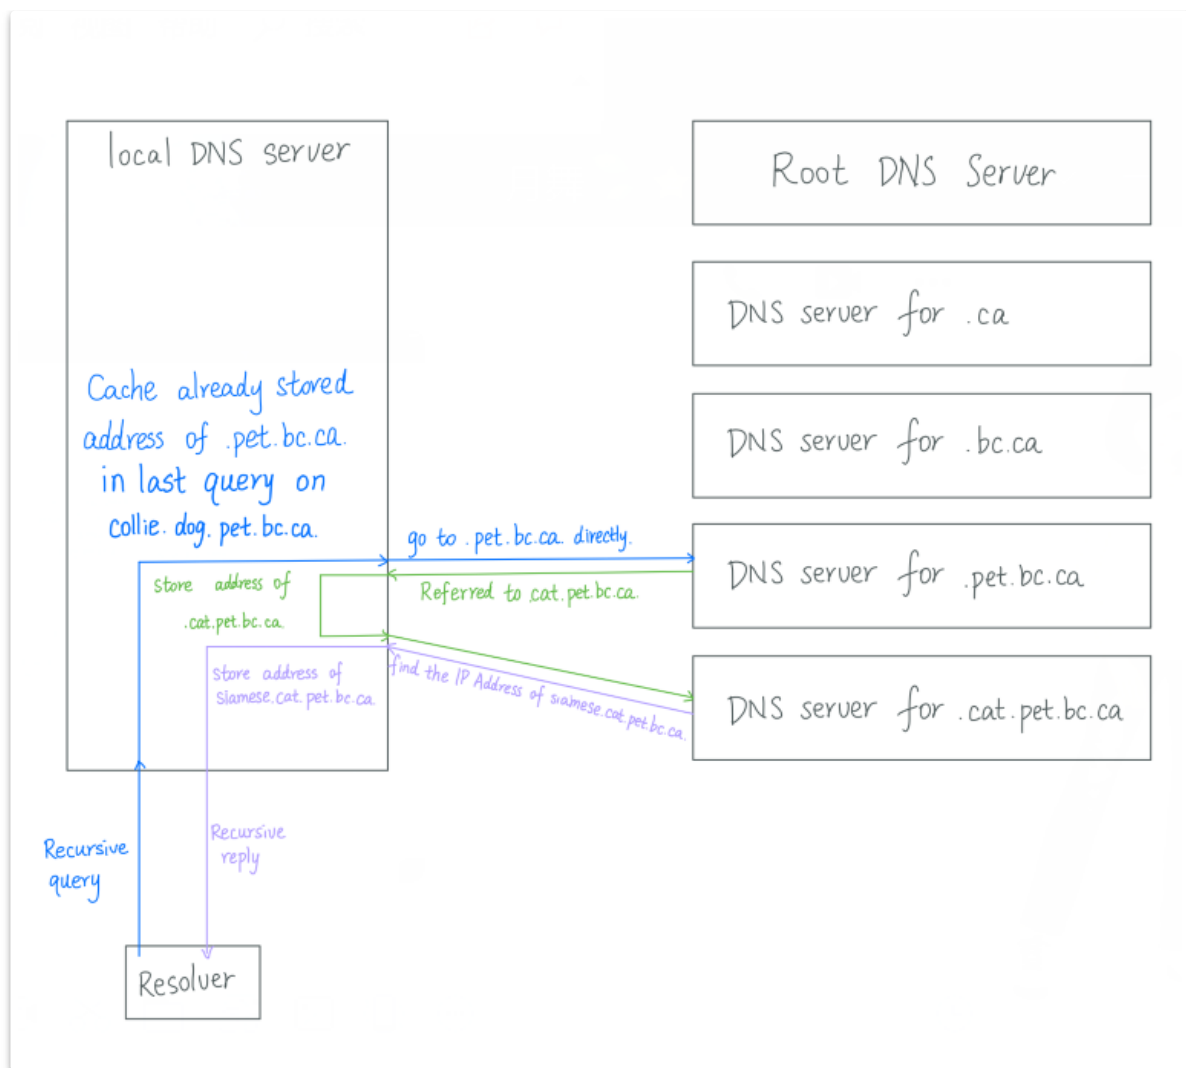 local DNS server
Root DNS Server
DNS server for .ca
Cache already stored
address of .pet.bc.ca.
in last query on
collie.dog.pet.bc.ca.
DNS server for .bc.ca
go to .pet.bc.ca. directly.
DNS server for .pet.bc.ca
Store address of
.cat.pet.bc.ca.
Referred to .cat.pet.bc.ca.
Store address of
Siamese.cat.pet.bc.ca.
find the IP Address of siamese.cat.pet.bc.ca.
DNS server for .cat.pet.bc.ca
Recursive
query
Recursive
reply
Resolver